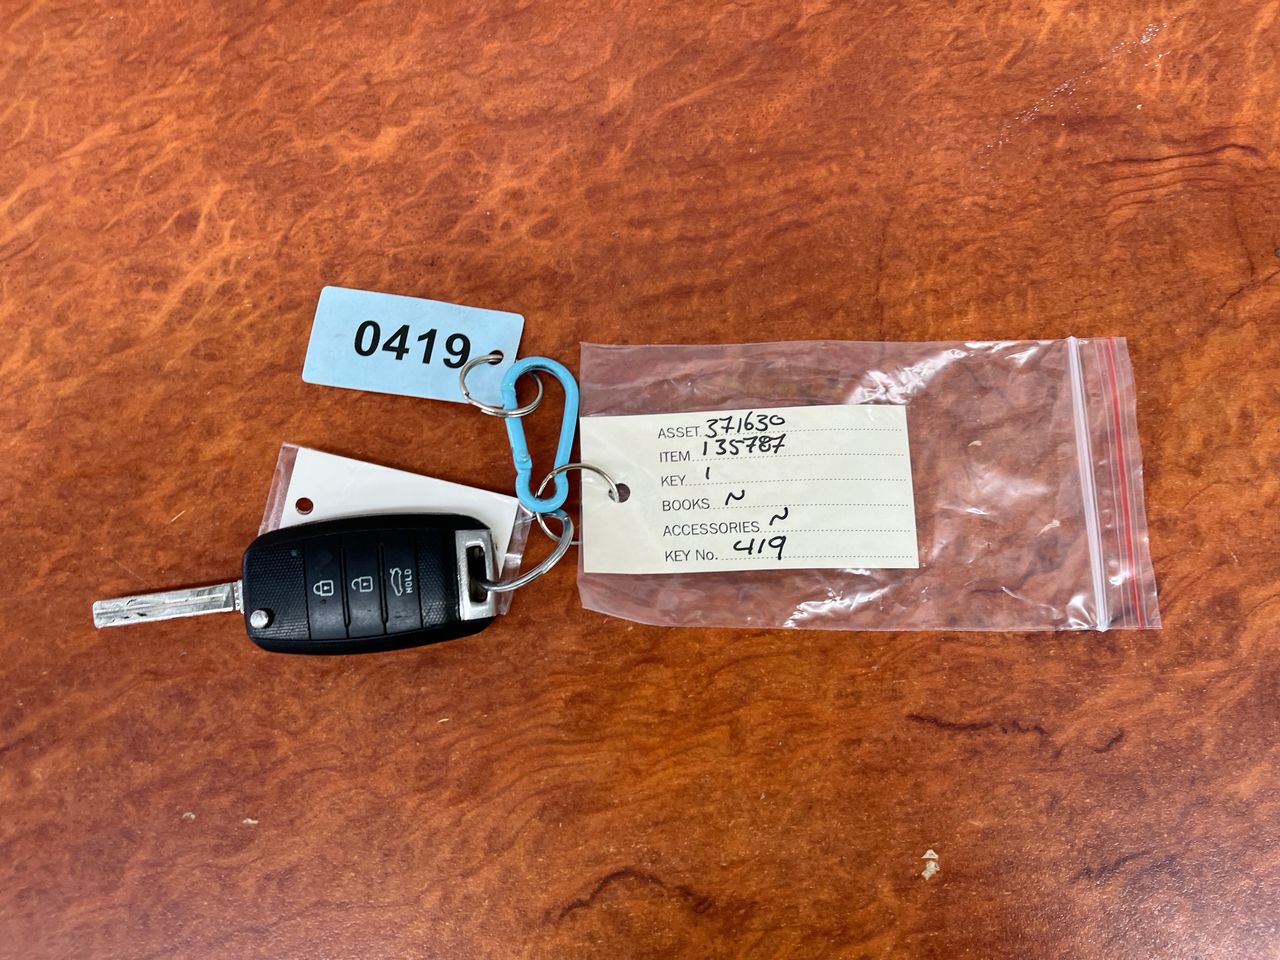 0419
ASSET 371630
ITEM 135787
KEY 1
BOOKS N
ACCESSORIES N
KEY No. 419
HOLD